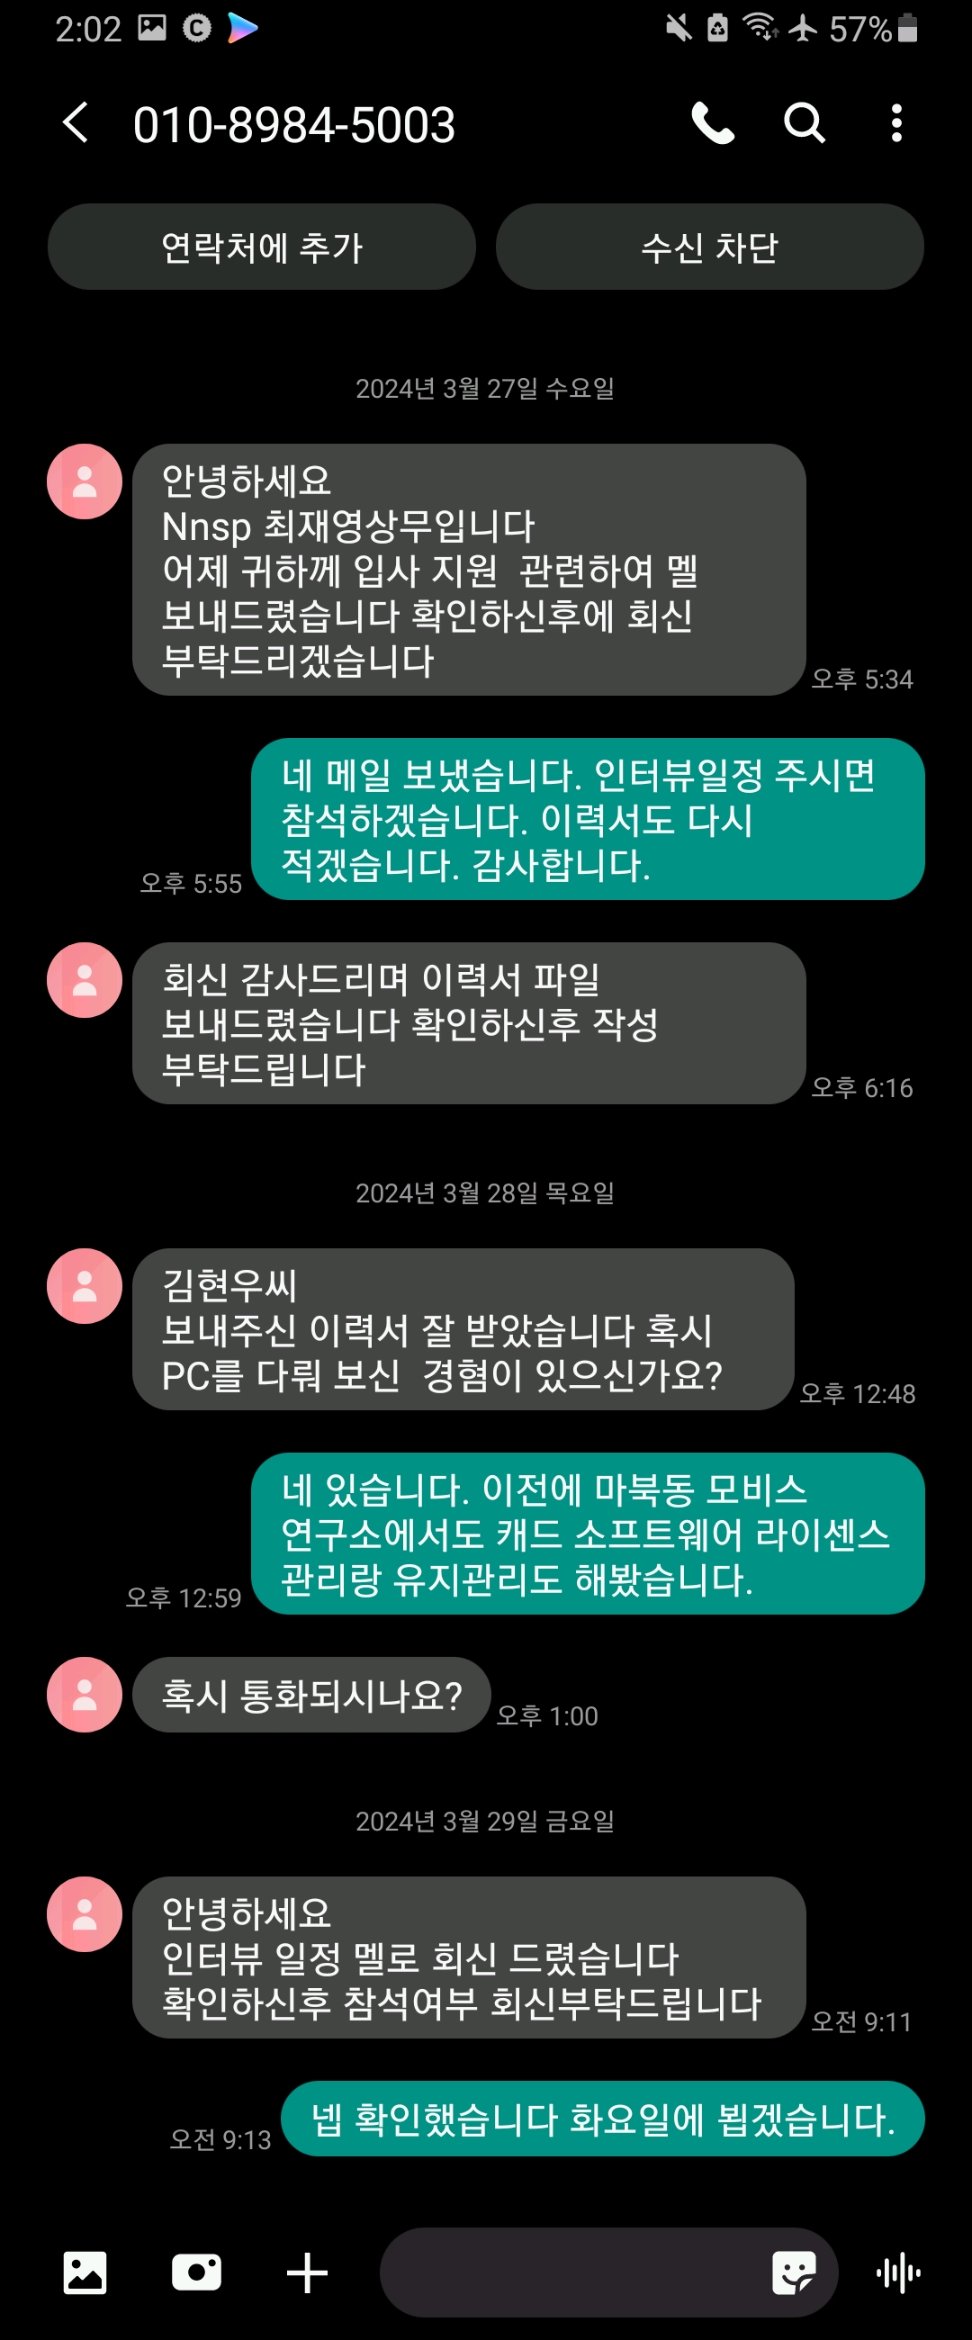 2:02
57%
010-8984-5003
연락처에 추가
수신 차단
2024년 3월 27일 수요일
안녕하세요
Nnsp 최재영상무입니다
어제 귀하께 입사 지원  관련하여 멜
보내드렸습니다 확인하신후에 회신
부탁드리겠습니다
오후 5:34
네 메일 보냈습니다. 인터뷰일정 주시면
참석하겠습니다. 이력서도 다시
적겠습니다. 감사합니다.
오후 5:55
회신 감사드리며 이력서 파일
보내드렸습니다 확인하신후 작성
부탁드립니다
오후 6:16
2024년 3월 28일 목요일
김현우씨
보내주신 이력서 잘 받았습니다 혹시
PC를 다뤄 보신  경혐이 있으신가요?
오후 12:48
네 있습니다. 이전에 마북동 모비스
연구소에서도 캐드 소프트웨어 라이센스
관리랑 유지관리도 해봤습니다.
오후 12:59
혹시 통화되시나요?
오후 1:00
2024년 3월 29일 금요일
안녕하세요
인터뷰 일정 멜로 회신 드렸습니다
확인하신후 참석여부 회신부탁드립니다
오전 9:11
넵 확인했습니다 화요일에 뵙겠습니다.
오전 9:13